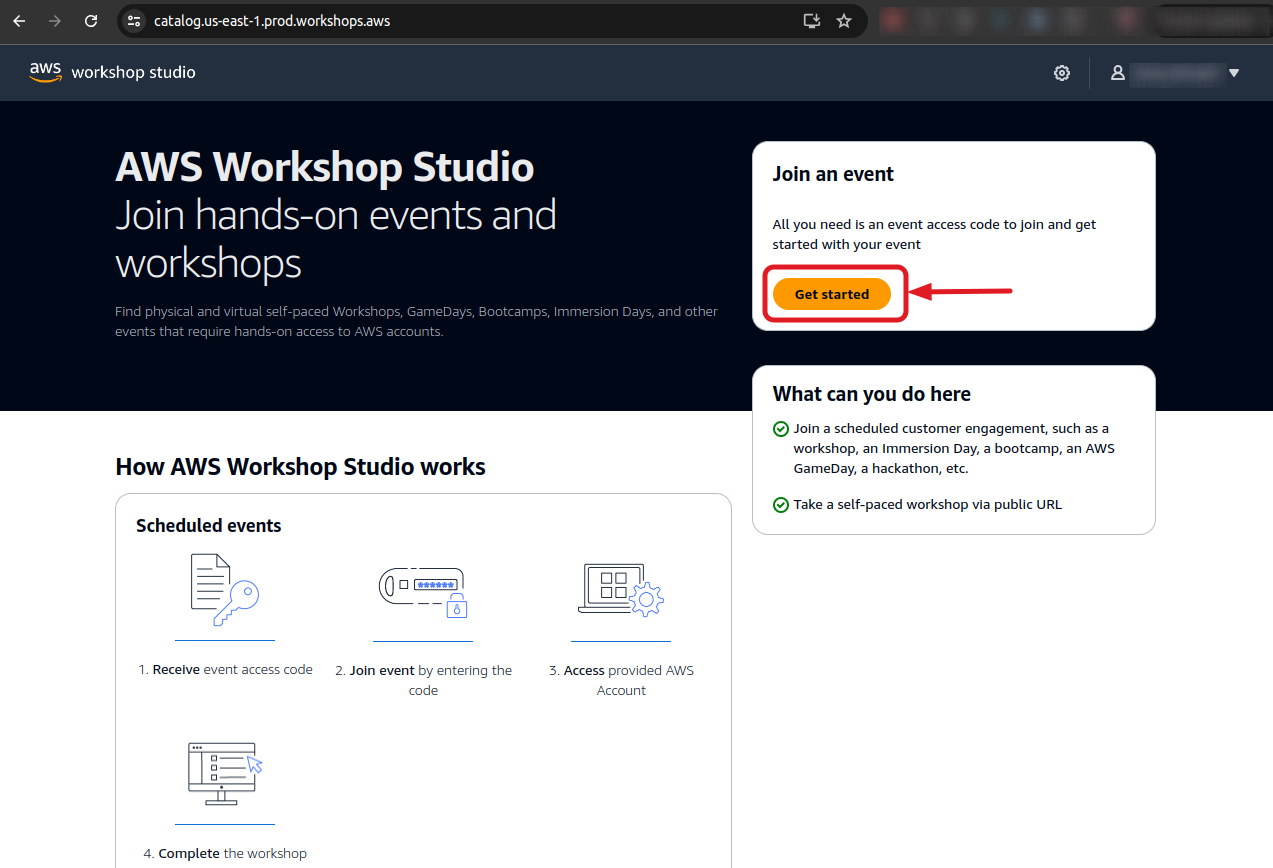 catalog.us-east-1.prod.workshops.aws
aws workshop studio
AWS Workshop Studio
Join hands-on events and
workshops
Find physical and virtual self-paced Workshops, GameDays, Bootcamps, Immersion Days, and other
events that require hands-on access to AWS accounts.
Join an event
All you need is an event access code to join and get
started with your event
Get started
What can you do here
Join a scheduled customer engagement, such as a
workshop, an Immersion Day, a bootcamp, an AWS
GameDay, a hackathon, etc.
Take a self-paced workshop via public URL
How AWS Workshop Studio works
Scheduled events
******
1. Receive event access code
2. Join event by entering the
code
3. Access provided AWS
Account
4. Complete the workshop